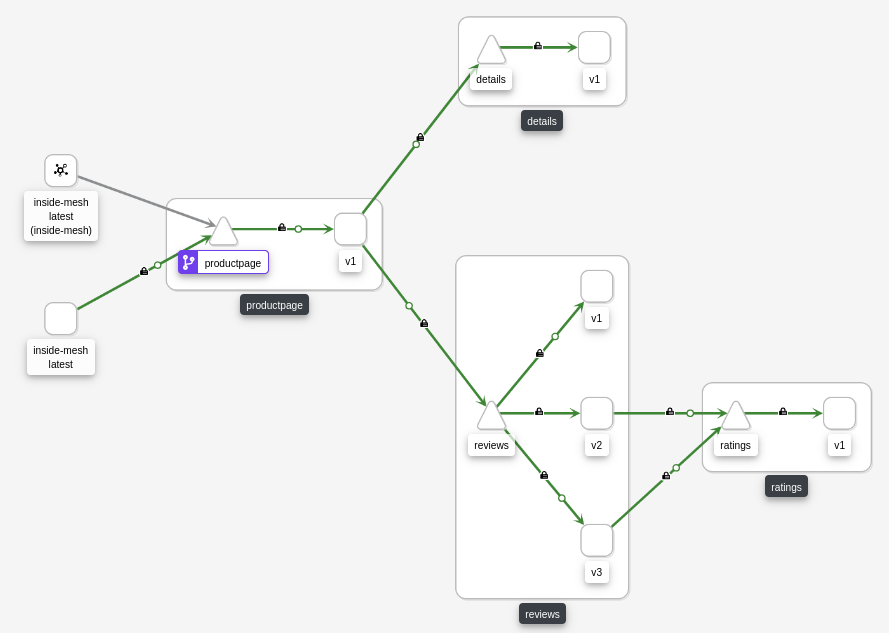 details
v1
details
inside-mesh
latest
(inside-mesh)
productpage
v1
productpage
inside-mesh
latest
v1
reviews
v2
ratings
v1
ratings
v3
reviews